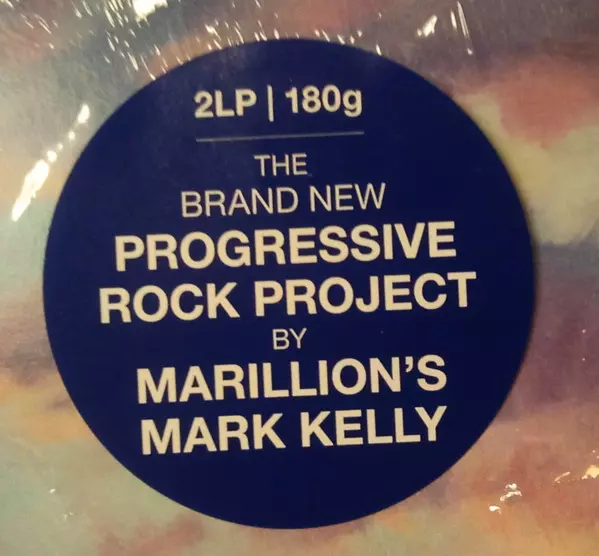 2LP | 180g
THE
BRAND NEW
PROGRESSIVE
ROCK PROJECT
BY
MARILLION'S
MARK KELLY